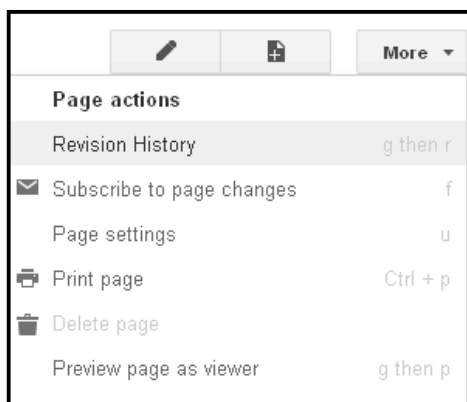 More
Page actions
Revision History g then r
Subscribe to page changes f
Page settings u
Print page Ctrl + p
Delete page
Preview page as viewer g then p